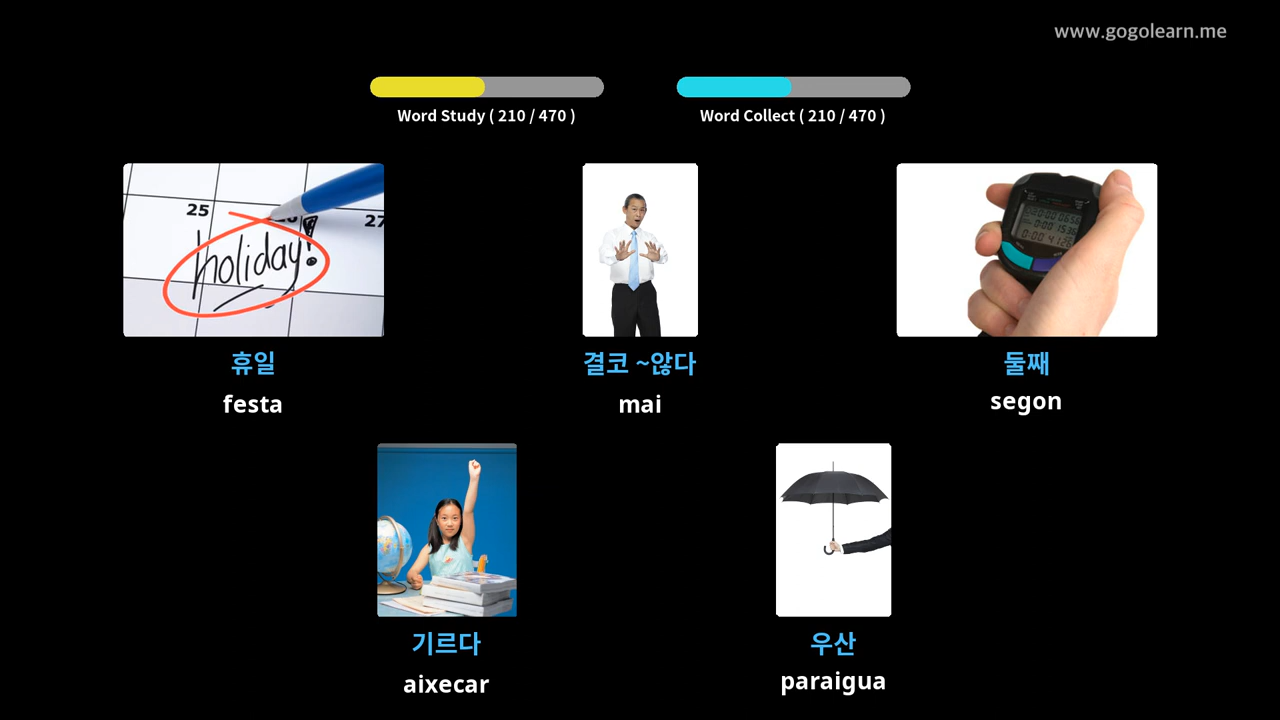 www.gogolearn.me
Word Study ( 210 / 470 )
Word Collect ( 210 / 470 )
25
27
holiday!
휴일
결코 ~않다
둘째
festa
mai
segon
기르다
우산
aixecar
paraigua